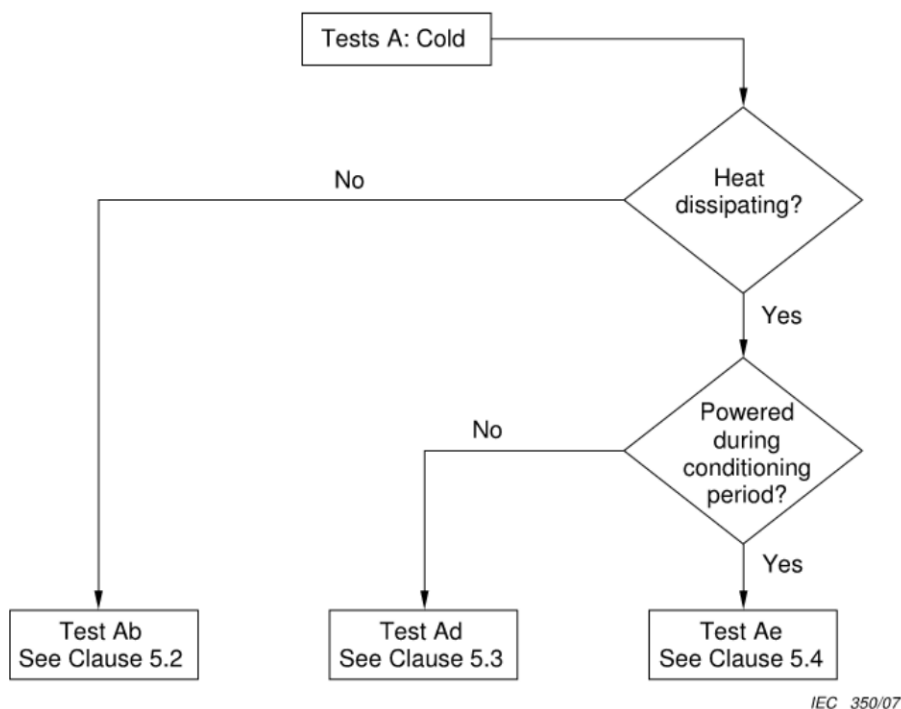 Tests A: Cold
Heat
dissipating?
No
Yes
Powered
during
conditioning
period?
No
Yes
Test Ab
See Clause 5.2
Test Ad
See Clause 5.3
Test Ae
See Clause 5.4
IEC 350/07